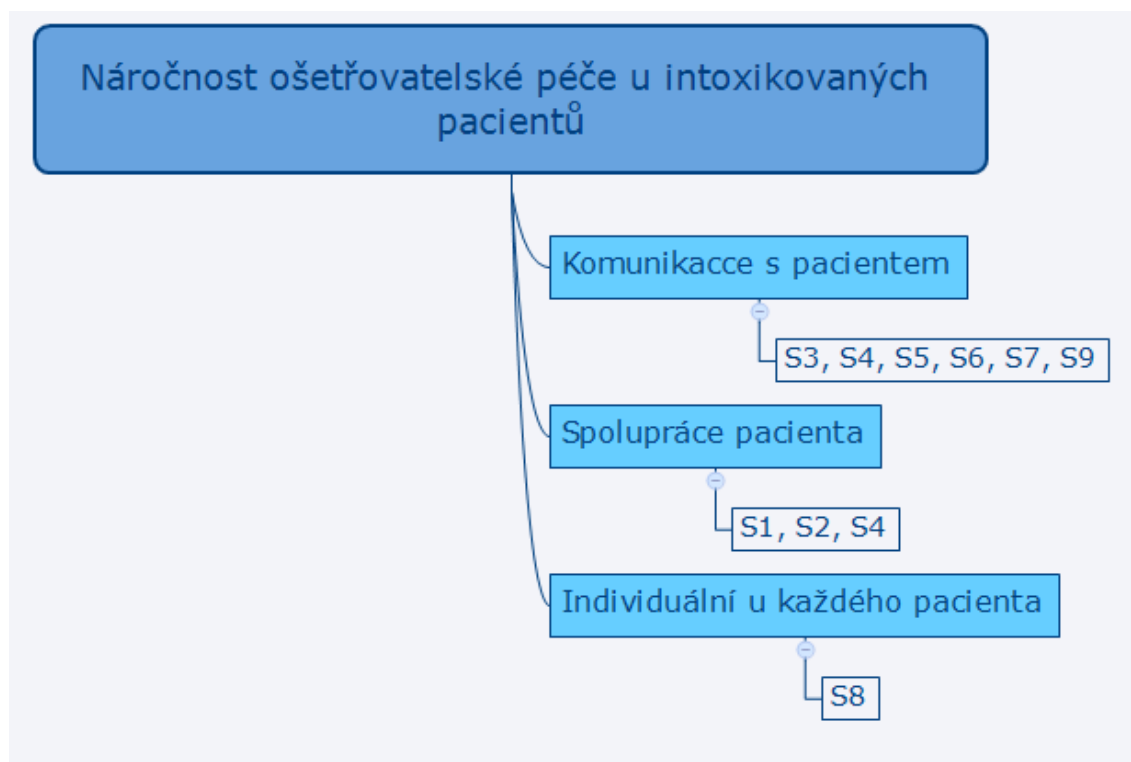 Náročnost ošetřovatelské péče u intoxikovaných
pacientů
Komunikacce s pacientem
S3, S4, S5, S6, S7, S9
Spolupráce pacienta
S1, S2, S4
Individuální u každého pacienta
S8